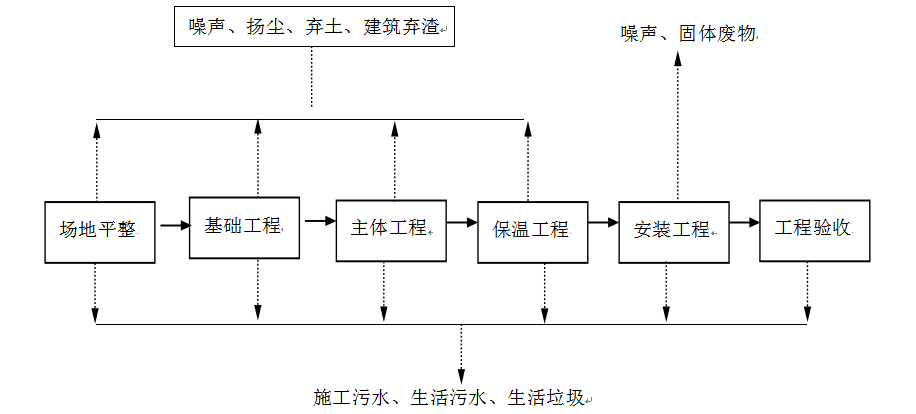 噪声、扬尘、弃土、建筑弃渣
噪声、固体废物
场地平整
基础工程
主体工程
保温工程
安装工程
工程验收
施工污水、生活污水、生活垃圾